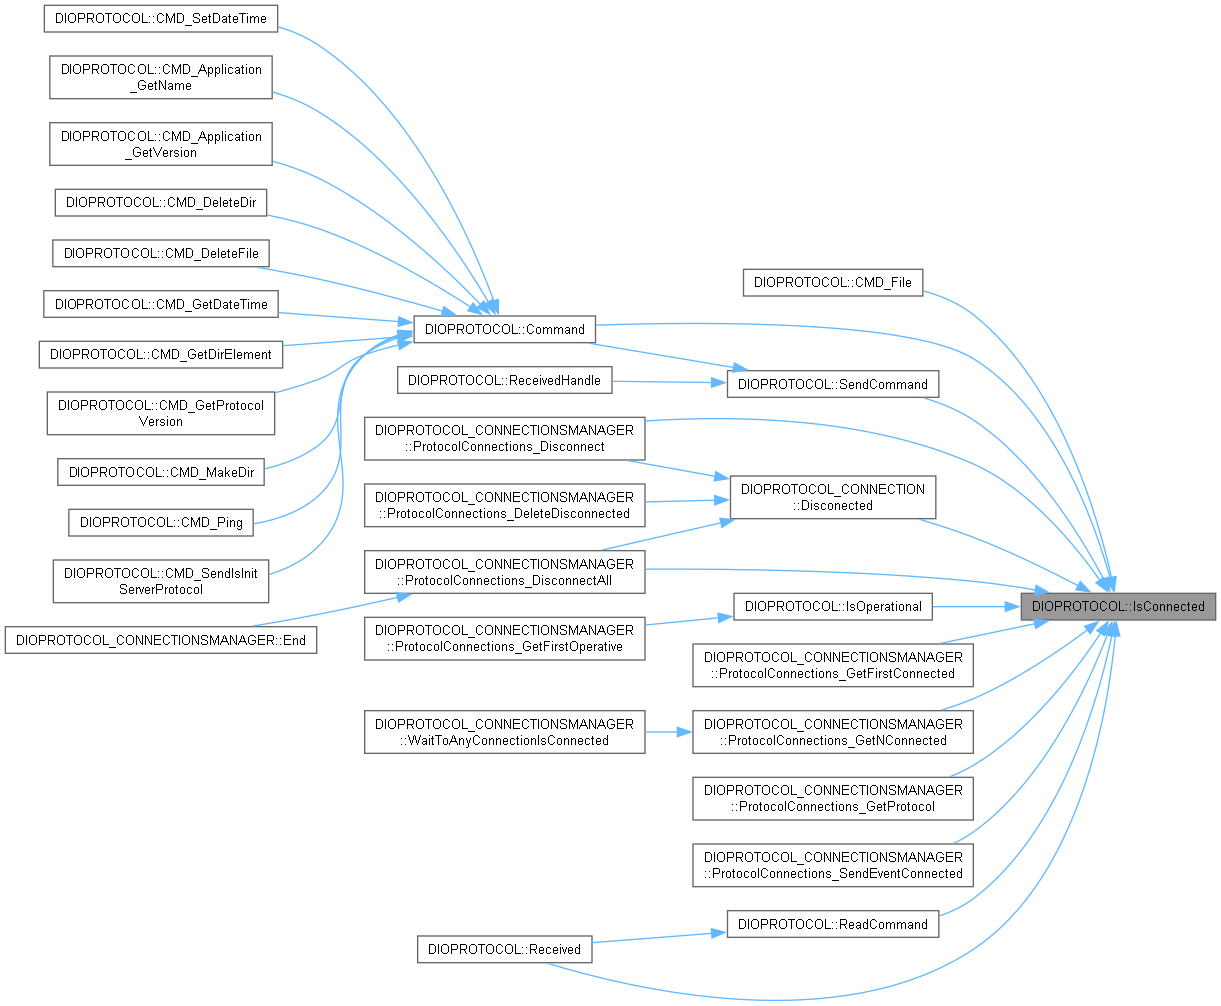 DIOPROTOCOL::CMD_SetDateTime
DIOPROTOCOL::CMD_Application
_GetName
DIOPROTOCOL::CMD_Application
_GetVersion
DIOPROTOCOL::CMD_DeleteDir
DIOPROTOCOL::CMD_DeleteFile
DIOPROTOCOL::CMD_GetDateTime
DIOPROTOCOL::CMD_GetDirElement
DIOPROTOCOL::CMD_GetProtocol
Version
DIOPROTOCOL::CMD_MakeDir
DIOPROTOCOL::CMD_Ping
DIOPROTOCOL::CMD_SendIsInit
ServerProtocol
DIOPROTOCOL_CONNECTIONSMANAGER::End
DIOPROTOCOL::Command
DIOPROTOCOL::ReceivedHandle
DIOPROTOCOL_CONNECTIONSMANAGER
::ProtocolConnections_Disconnect
DIOPROTOCOL_CONNECTIONSMANAGER
::ProtocolConnections_DeleteDisconnected
DIOPROTOCOL_CONNECTIONSMANAGER
::ProtocolConnections_DisconnectAll
DIOPROTOCOL_CONNECTIONSMANAGER
::ProtocolConnections_GetFirstOperative
DIOPROTOCOL_CONNECTIONSMANAGER
::WaitToAnyConnectionIsConnected
DIOPROTOCOL::Received
DIOPROTOCOL::CMD_File
DIOPROTOCOL::SendCommand
DIOPROTOCOL_CONNECTION
::Disconected
DIOPROTOCOL::IsOperational
DIOPROTOCOL_CONNECTIONSMANAGER
::ProtocolConnections_GetFirstConnected
DIOPROTOCOL_CONNECTIONSMANAGER
::ProtocolConnections_GetNConnected
DIOPROTOCOL_CONNECTIONSMANAGER
::ProtocolConnections_GetProtocol
DIOPROTOCOL_CONNECTIONSMANAGER
::ProtocolConnections_SendEventConnected
DIOPROTOCOL::ReadCommand
DIOPROTOCOL::IsConnected